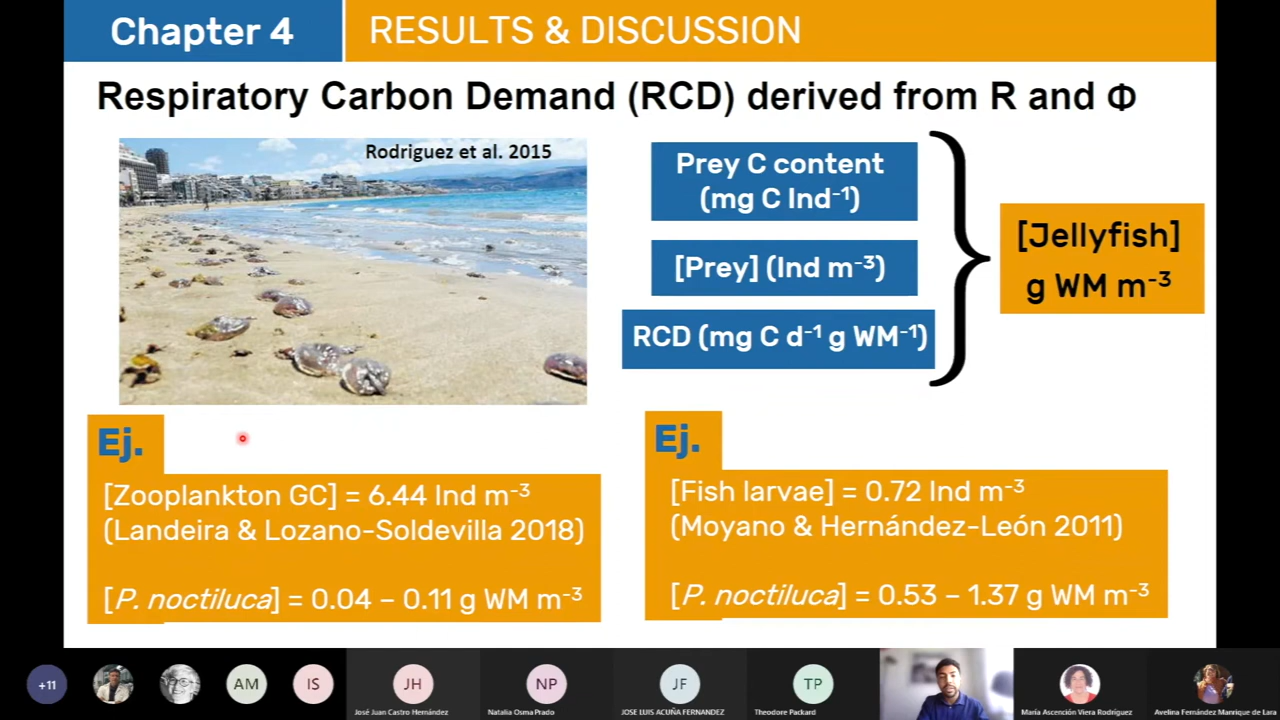 Chapter 4
RESULTS & DISCUSSION
Respiratory Carbon Demand (RCD) derived from R and Φ
Rodriguez et al. 2015
Prey C content
(mg C Ind⁻¹)
[Prey] (Ind m⁻³)
RCD (mg C d⁻¹ g WM⁻¹)
[Jellyfish]
g WM m⁻³
Ej.
[Zooplankton GC] = 6.44 Ind m⁻³
(Landeira & Lozano-Soldevilla 2018)
[P. noctiluca] = 0.04 – 0.11 g WM m⁻³
Ej.
[Fish larvae] = 0.72 Ind m⁻³
(Moyano & Hernández-León 2011)
[P. noctiluca] = 0.53 – 1.37 g WM m⁻³
+11
AM
IS
JH
José Juan Castro Hernández
NP
Natalia Osma Prado
JF
JOSE LUIS ACUÑA FERNANDEZ
TP
Theodore Packard
María Ascención Viera Rodríguez
Avelina Fernández Manrique de Lara